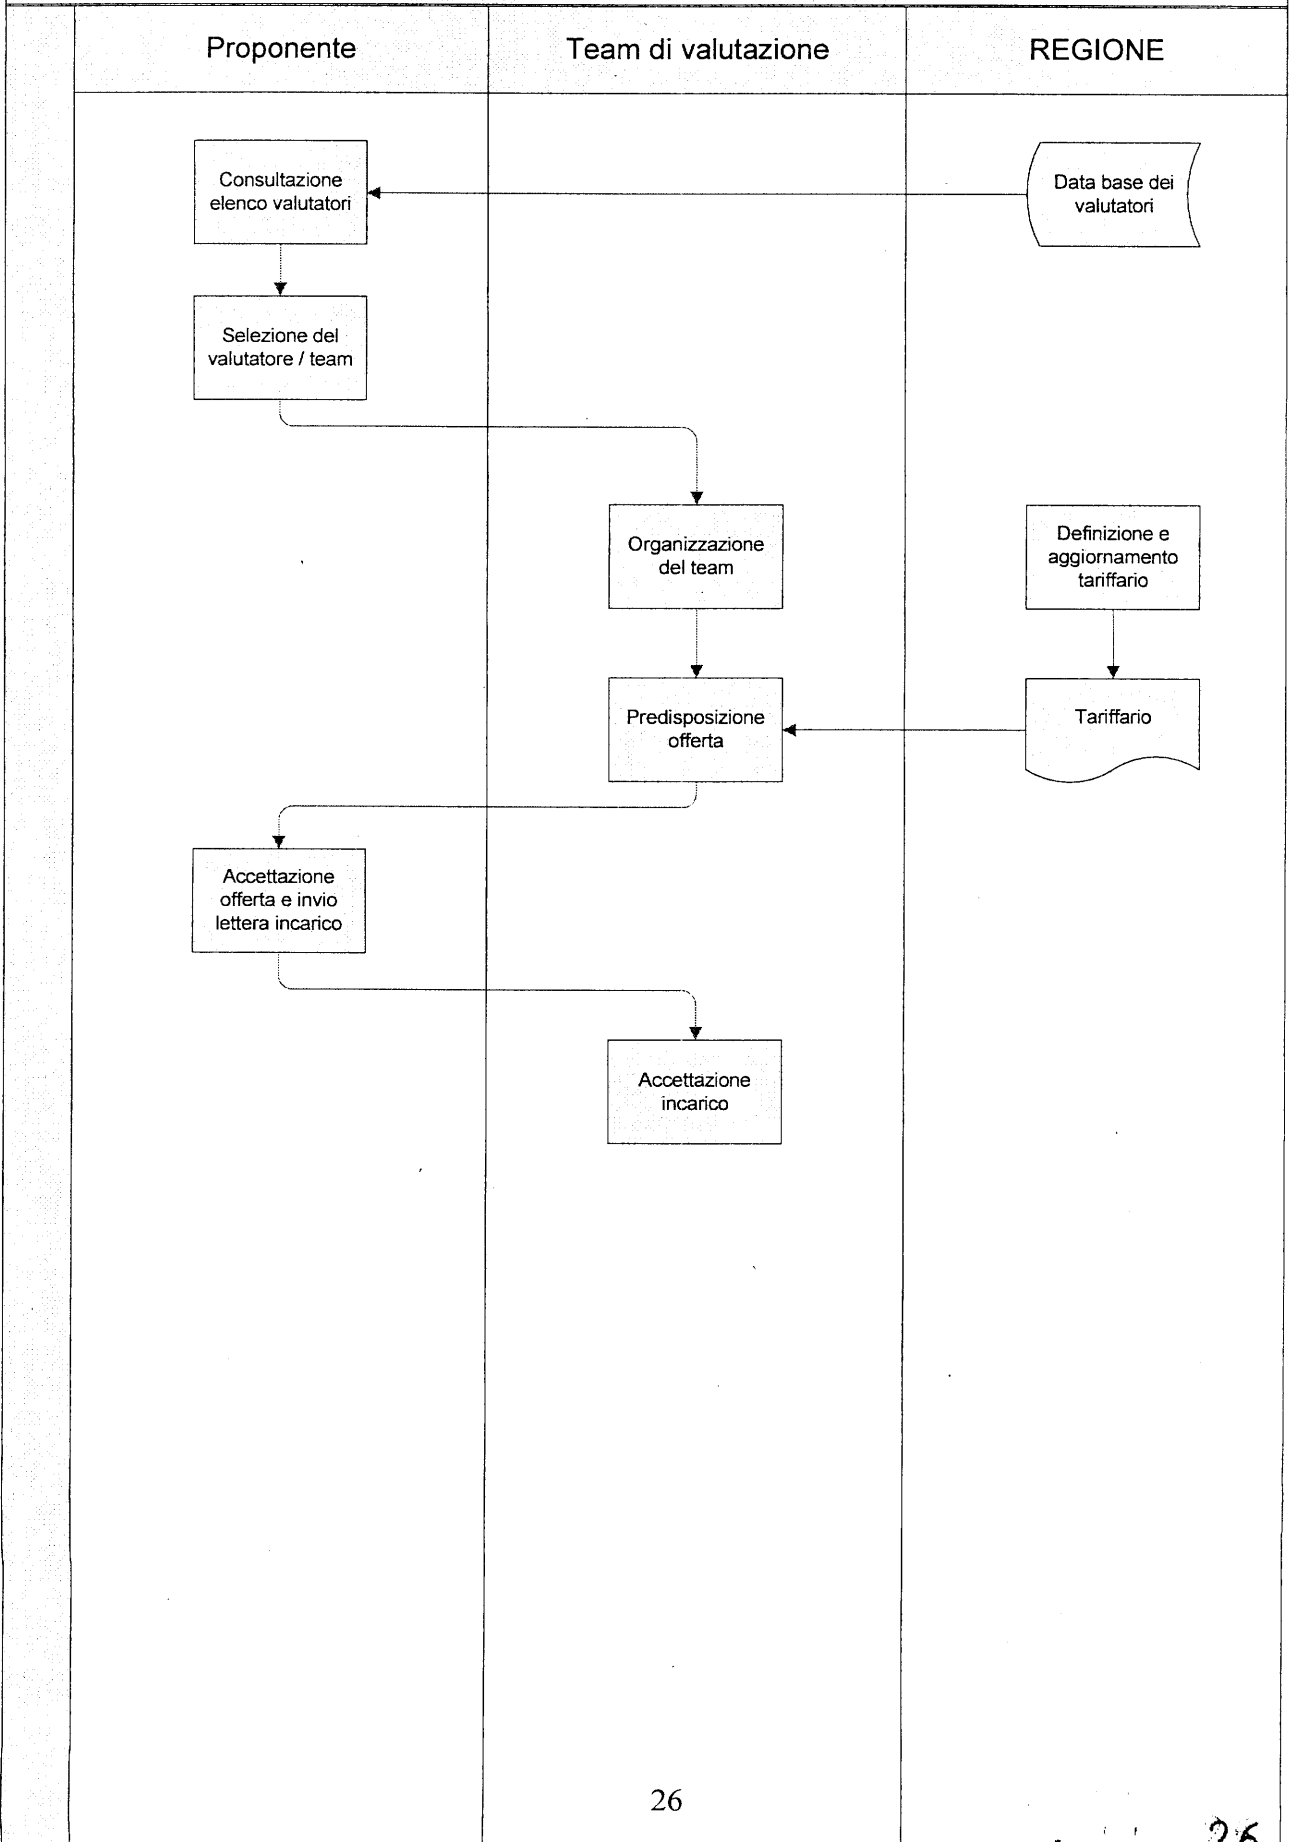 Proponente
Team di valutazione
REGIONE
Consultazione
elenco valutatori
Data base dei
valutatori
Selezione del
valutatore / team
Organizzazione
del team
Definizione e
aggiornamento
tariffario
Predisposizione
offerta
Tariffario
Accettazione
offerta e invio
lettera incarico
Accettazione
incarico
26
26